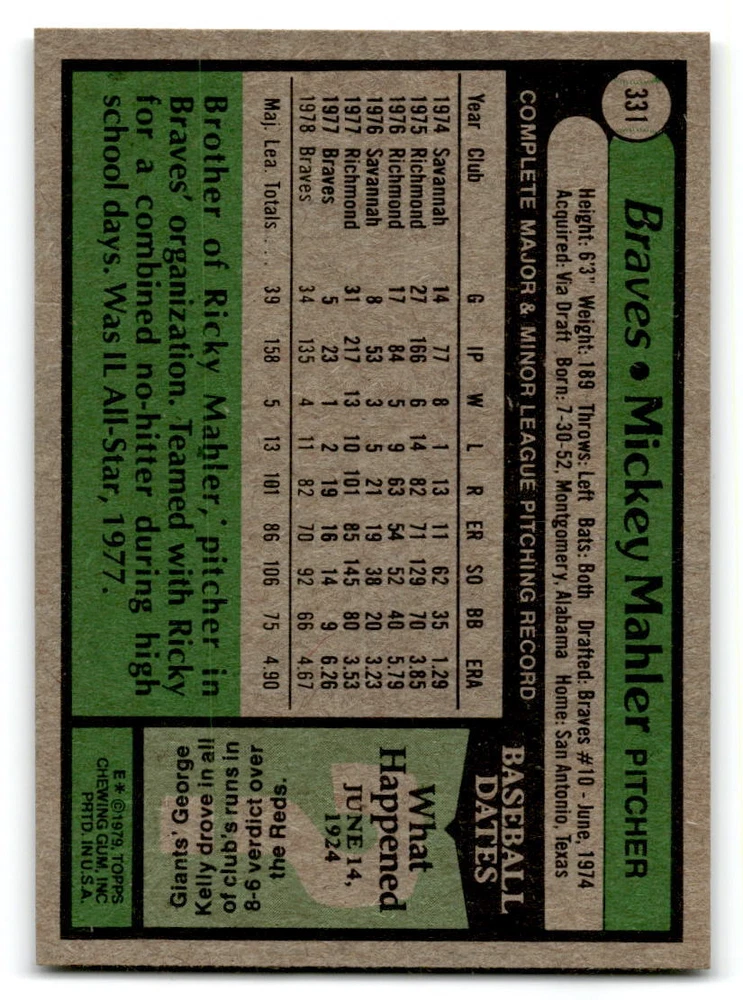 331
Braves • Mickey Mahler PITCHER
Height: 6'3" Weight: 189 Throws: Left Bats: Both Drafted: Braves #10 - June, 1974
Acquired: Via Draft Born: 7-30-52, Montgomery, Alabama Home: San Antonio, Texas
COMPLETE MAJOR & MINOR LEAGUE PITCHING RECORD
Year Club G IP W L R ER SO BB ERA
1974 Savannah 14 77 8 1 13 11 62 35 1.29
1975 Richmond 27 166 6 14 82 71 129 70 3.85
1976 Richmond 17 84 5 9 63 54 52 40 5.79
1976 Savannah 8 53 3 5 21 19 38 20 3.23
1977 Richmond 31 217 13 10 101 85 145 80 3.53
1977 Braves 5 23 1 2 19 16 14 9 6.26
1978 Braves 34 135 4 11 82 70 92 66 4.67
Maj. Lea. Totals . . . 39 158 5 13 101 86 106 75 4.90
Brother of Ricky Mahler, pitcher in
Braves' organization. Teamed with Ricky
for a combined no-hitter during high
school days. Was IL All-Star, 1977.
BASEBALL
DATES
What
Happened
JUNE 14,
1924
Giants' George
Kelly drove in all
of club's runs in
8-6 verdict over
the Reds.
E* ©1979, TOPPS
CHEWING GUM, INC
PRTD. IN U.S.A.